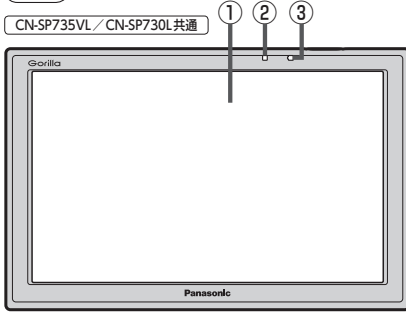 CN-SP735VL／CN-SP730L共通
① ② ③
Gorilla
Panasonic